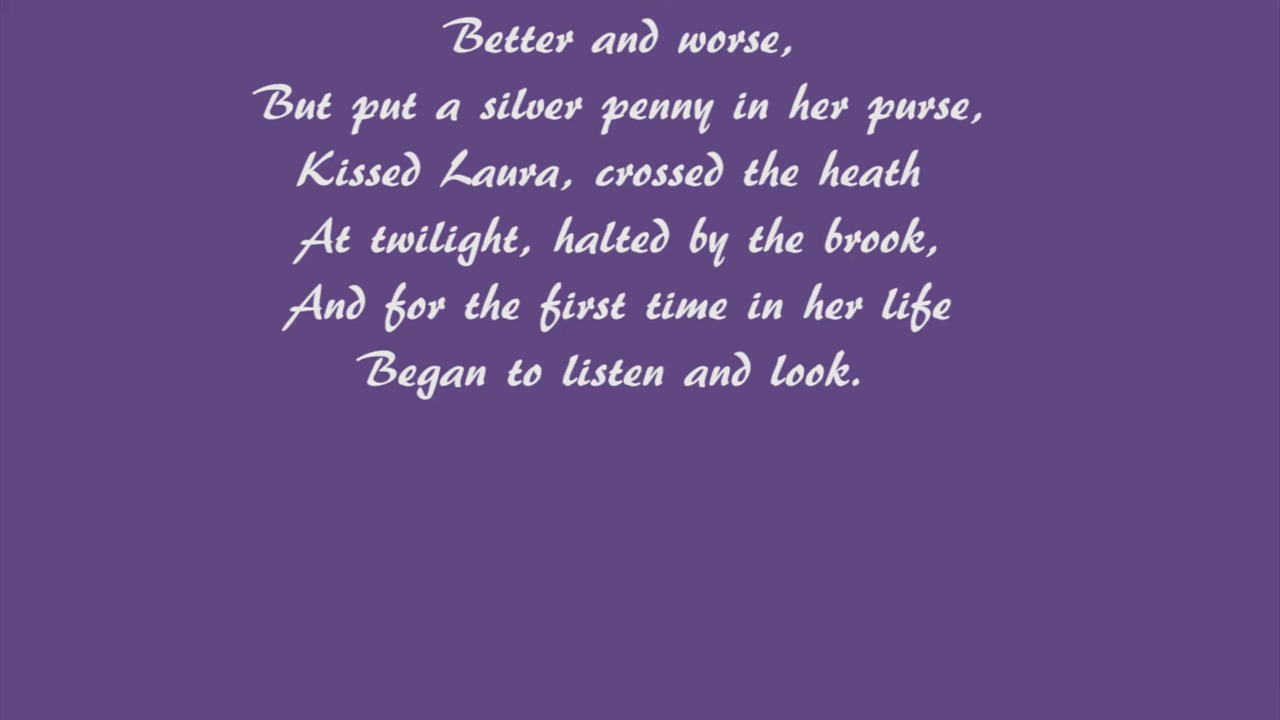 Better and worse,
But put a silver penny in her purse,
Kissed Laura, crossed the heath
At twilight, halted by the brook,
And for the first time in her life
Began to listen and look.